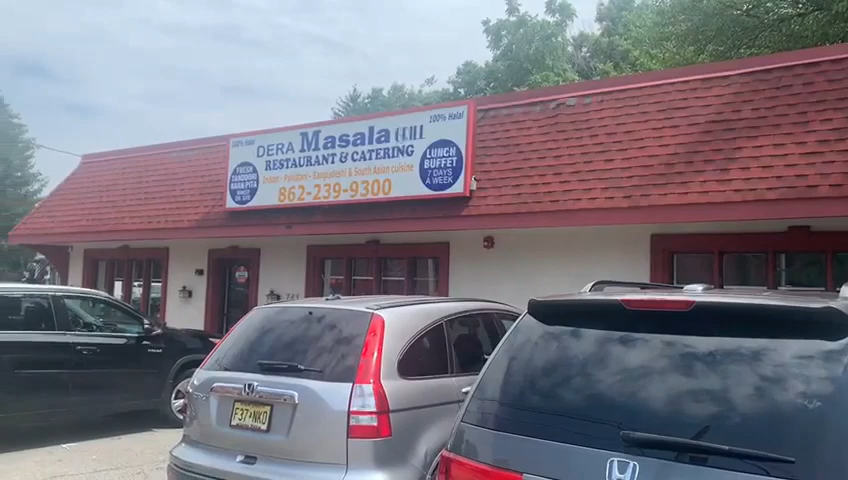 100% Halal
100% Halal
DERA Masala GRILL
RESTAURANT & CATERING
Indian - Pakistani - Bangladeshi & South Asian cuisine
862-239-9300
FRESH
TANDOORI
NAAN-PITA
LUNCH
BUFFET
7 DAYS
A WEEK
F37 NKD